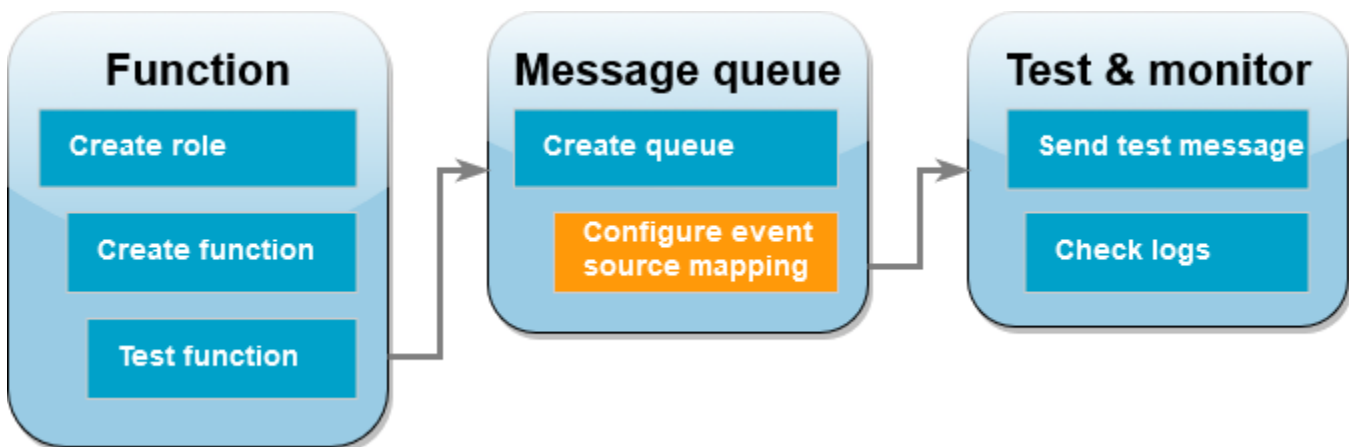 Function
Create role
Create function
Test function
Message queue
Create queue
Configure event
source mapping
Test & monitor
Send test message
Check logs